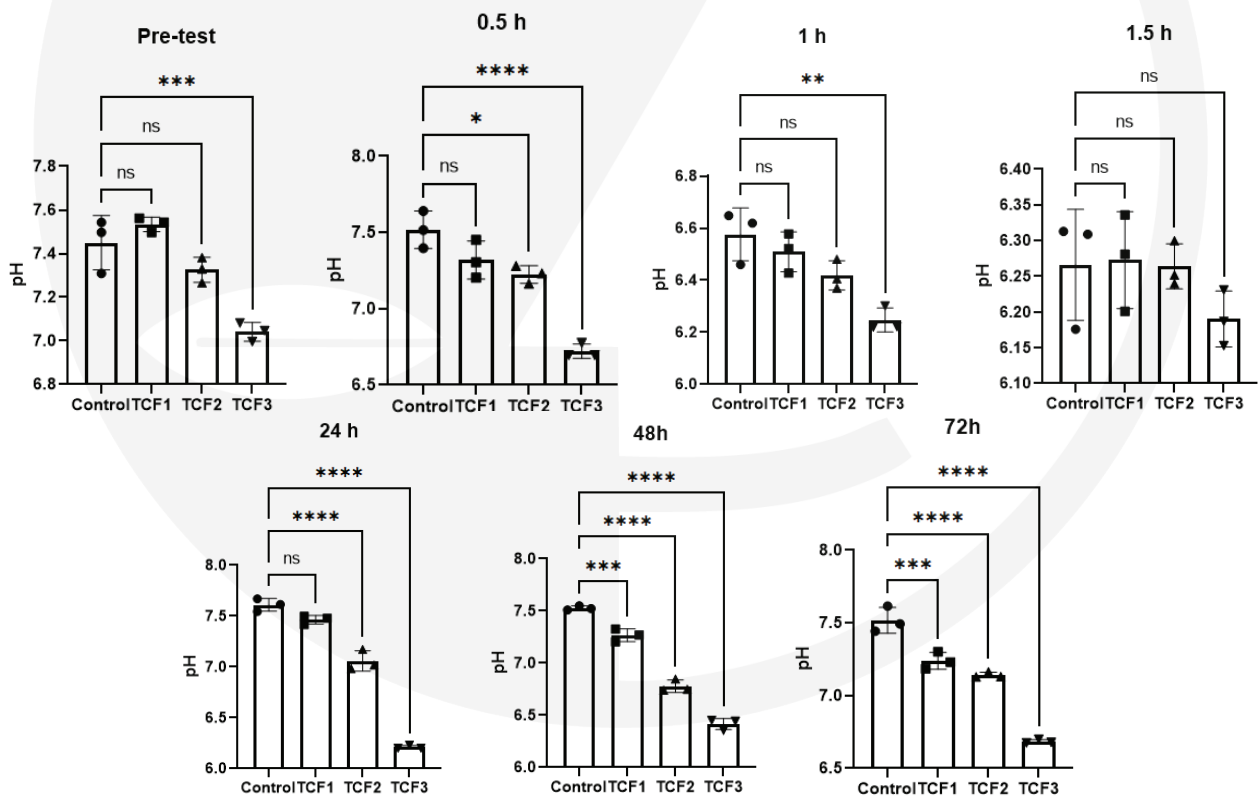 Pre-test
***
ns
ns
7.8
7.6
7.4
7.2
7.0
6.8
pH
Control TCF1 TCF2 TCF3
0.5 h
****
*
ns
8.0
7.5
7.0
6.5
pH
Control TCF1 TCF2 TCF3
1 h
**
ns
ns
6.8
6.6
6.4
6.2
6.0
pH
Control TCF1 TCF2 TCF3
1.5 h
ns
ns
ns
6.40
6.35
6.30
6.25
6.20
6.15
6.10
pH
Control TCF1 TCF2 TCF3
24 h
****
****
ns
8.0
7.5
7.0
6.5
6.0
pH
Control TCF1 TCF2 TCF3
48h
****
****
***
8.0
7.5
7.0
6.5
6.0
pH
Control TCF1 TCF2 TCF3
72h
****
****
***
8.0
7.5
7.0
6.5
pH
Control TCF1 TCF2 TCF3